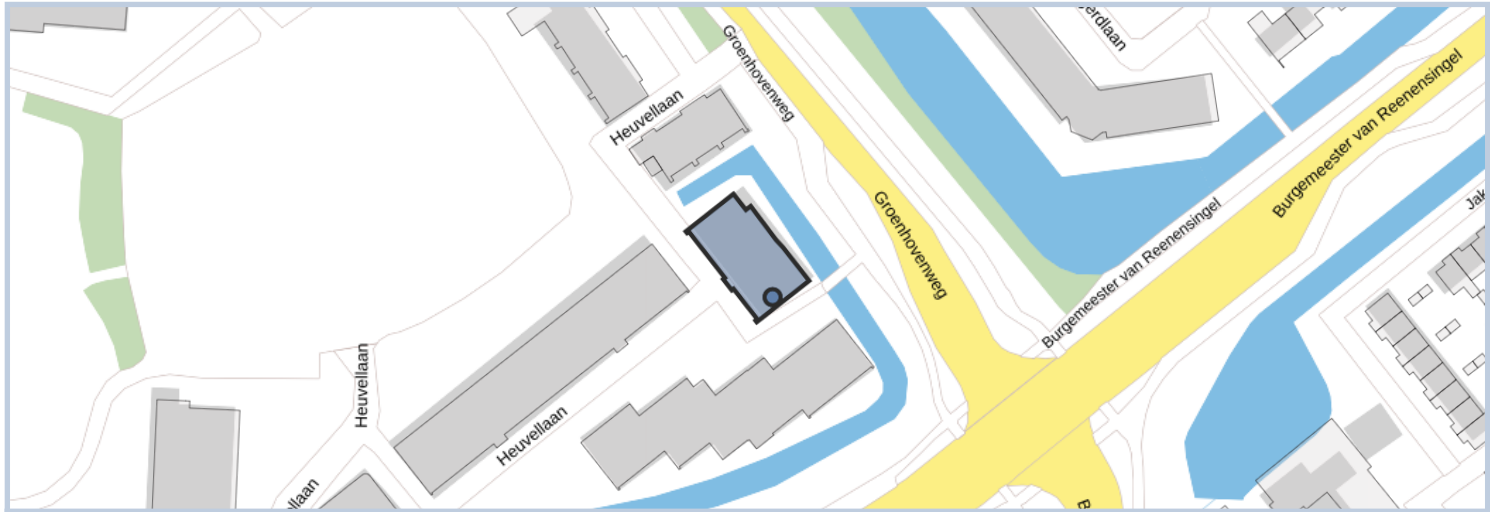 Groenhovenweg
Heuvellaan
Burgemeester van Reenensingel
Groenhovenweg
Burgemeester van Reenensingel
Heuvellaan
Heuvellaan